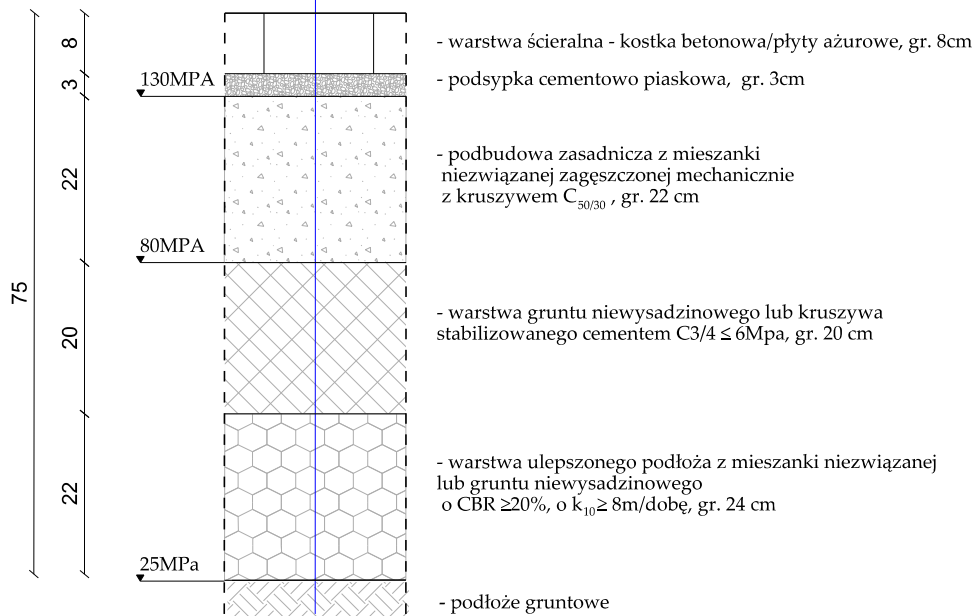 8
- warstwa ścieralna - kostka betonowa/płyty ażurowe, gr. 8cm
3
130MPA
- podsypka cementowo piaskowa, gr. 3cm
22
- podbudowa zasadnicza z mieszanki
niezwiązanej zagęszczonej mechanicznie
z kruszywem C50/30 , gr. 22 cm
80MPA
75
20
- warstwa gruntu niewysadzinowego lub kruszywa
stabilizowanego cementem C3/4 ≤ 6Mpa, gr. 20 cm
22
- warstwa ulepszonego podłoża z mieszanki niezwiązanej
lub gruntu niewysadzinowego
o CBR ≥20%, o k10≥ 8m/dobę, gr. 24 cm
25MPa
- podłoże gruntowe